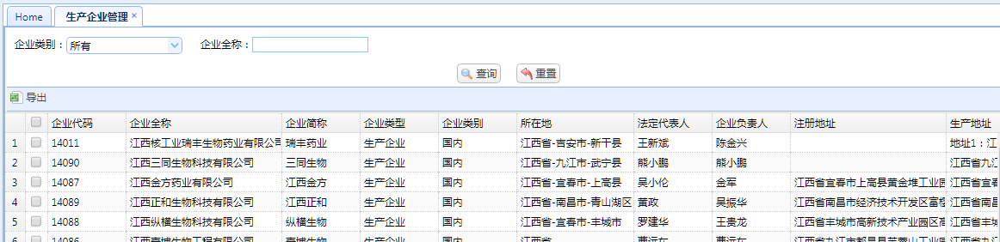 Home 生产企业管理 ×
企业类别： 所有 企业全称：
查询 重置
导出
企业代码 企业全称 企业简称 企业类型 企业类别 所在地 法定代表人 企业负责人 注册地址 生产地址
1 14011 江西核工业瑞丰生物药业有限公司 瑞丰药业 生产企业 国内 江西省-吉安市-新干县 王新斌 陈金兴 地址1：江
2 14090 江西三同生物科技有限公司 三同生物 生产企业 国内 江西省-九江市-武宁县 熊小鹏 熊小鹏 江西省九江
3 14087 江西金方药业有限公司 江西金方 生产企业 国内 江西省-宜春市-上高县 吴小伦 金军 江西省宜春市上高县黄金堆工业园 江西省宜春
4 14089 江西正和生物科技有限公司 江西正和 生产企业 国内 江西省-南昌市-青山湖区 黄政 吴振华 江西省南昌市经济技术开发区富樱 江西省南昌
5 14088 江西纵横生物科技有限公司 纵横生物 生产企业 国内 江西省-宜春市-丰城市 罗建华 王贵龙 江西省丰城市高新技术产业园区高 江西省丰城
6 14086 生产企业 国内 江西省